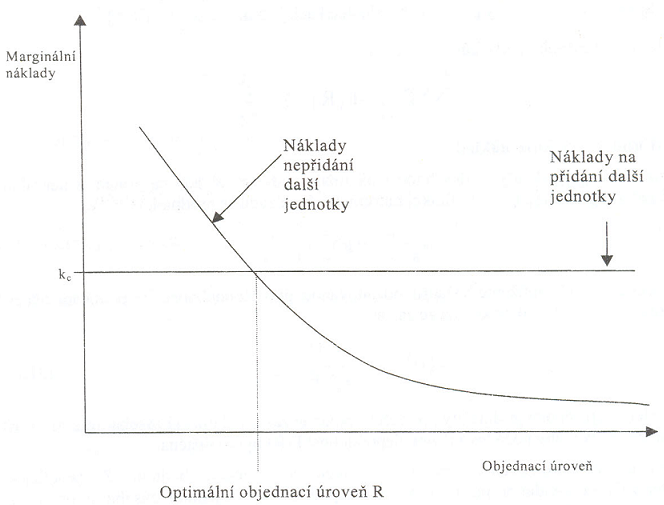 Marginální
náklady
Náklady
nepřidání
další
jednotky
Náklady na
přidání další
jednotky
kc
Objednací úroveň
Optimální objednací úroveň R